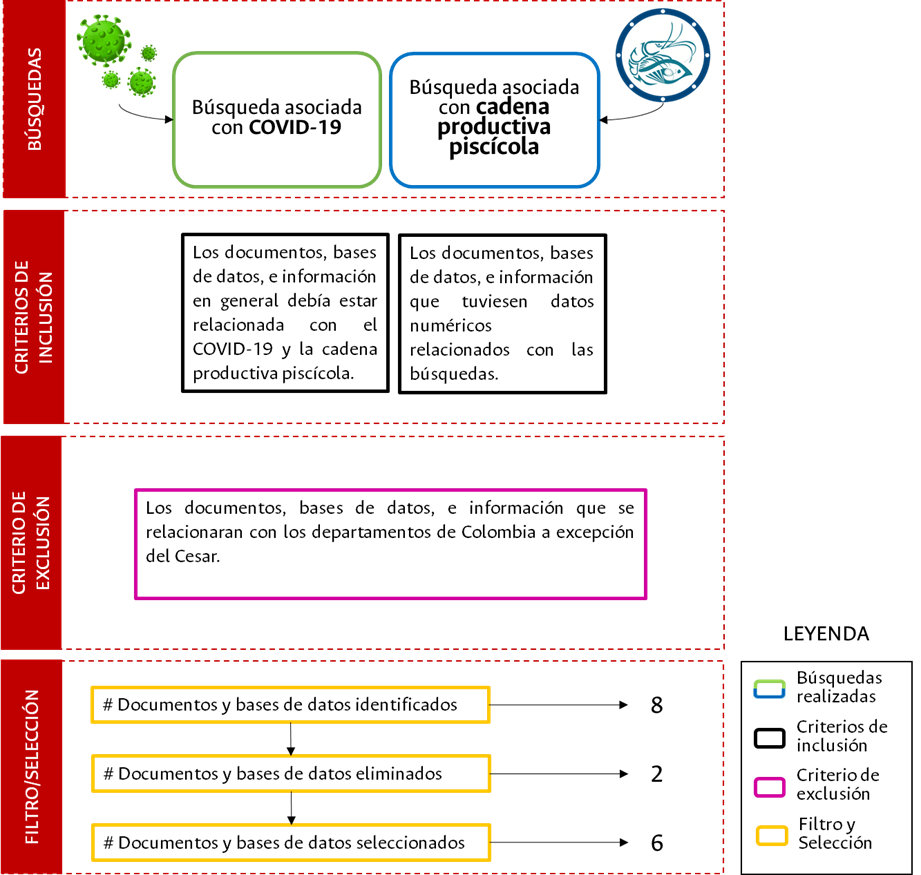 BÚSQUEDAS
Búsqueda asociada
con COVID-19
Búsqueda asociada
con cadena
productiva
piscícola
CRITERIOS DE
INCLUSIÓN
Los documentos, bases
de datos, e información
en general debía estar
relacionada con el
COVID-19 y la cadena
productiva piscícola.
Los documentos, bases
de datos, e información
que tuviesen datos
numéricos
relacionados con las
búsquedas.
CRITERIO DE
EXCLUSIÓN
Los documentos, bases de datos, e información que se
relacionaran con los departamentos de Colombia a excepción
del Cesar.
FILTRO/SELECCIÓN
# Documentos y bases de datos identificados
8
# Documentos y bases de datos eliminados
2
# Documentos y bases de datos seleccionados
6
LEYENDA
Búsquedas
realizadas
Criterios de
inclusión
Criterio de
exclusión
Filtro y
Selección